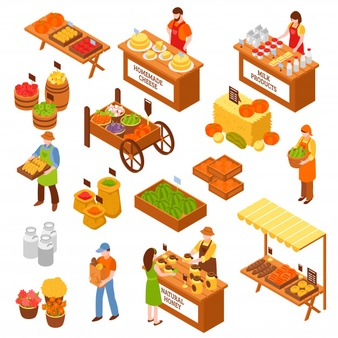 HOMEMADE
CHEESE
MILK
PRODUCTS
NATURAL
HONEY